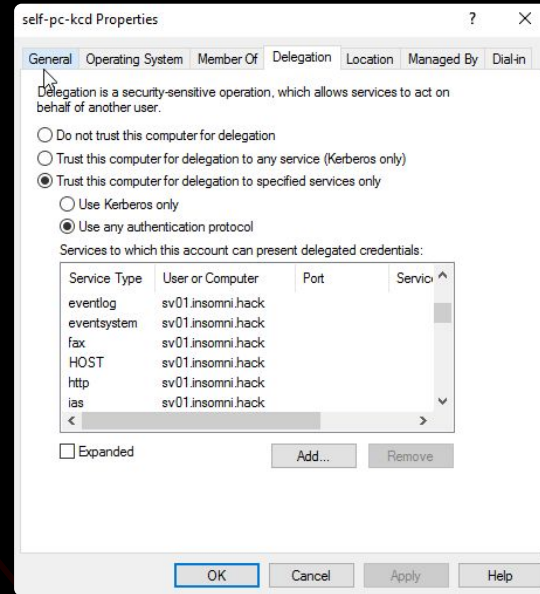 self-pc-kcd Properties ? ×
General Operating System Member Of Delegation Location Managed By Dial-in
Delegation is a security-sensitive operation, which allows services to act on
behalf of another user.
Do not trust this computer for delegation
Trust this computer for delegation to any service (Kerberos only)
Trust this computer for delegation to specified services only
Use Kerberos only
Use any authentication protocol
Services to which this account can present delegated credentials:
Service Type User or Computer Port
eventlog sv01.insomni.hack
eventsystem sv01.insomni.hack
fax sv01.insomni.hack
HOST sv01.insomni.hack
http sv01.insomni.hack
ias sv01.insomni.hack
Expanded Add... Remove
OK Cancel Apply Help